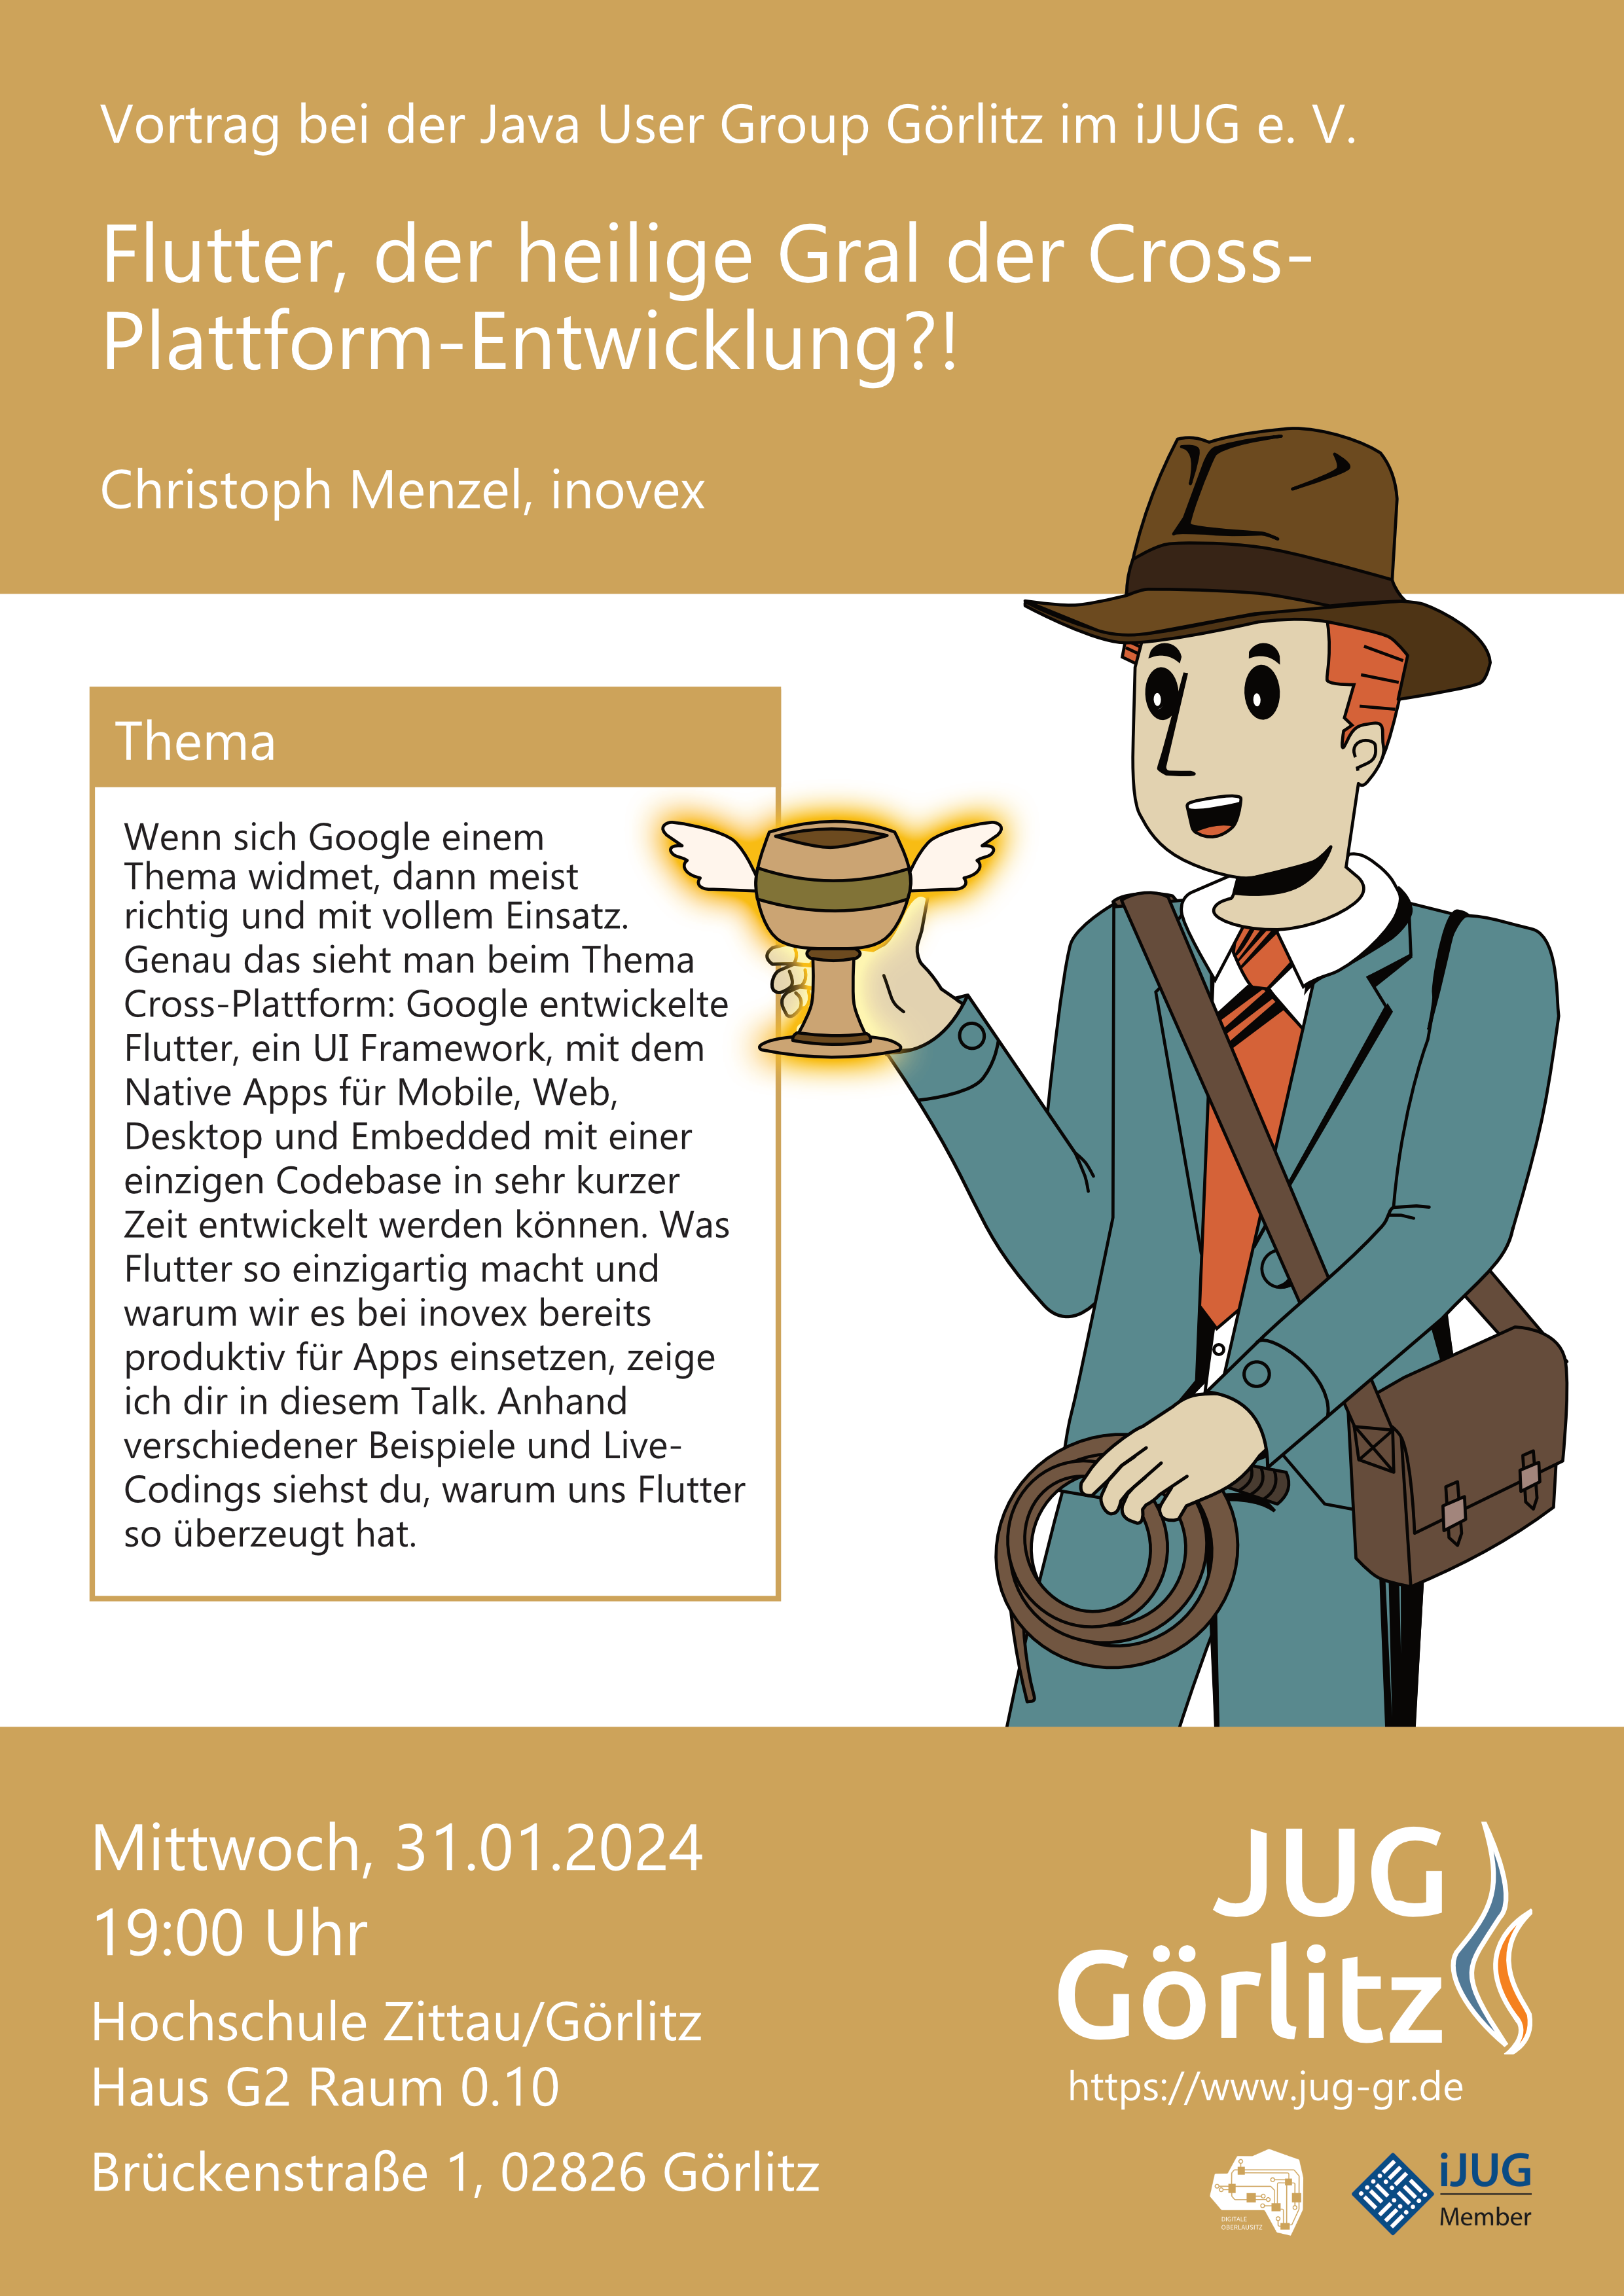 Vortrag bei der Java User Group Görlitz im iJUG e. V.
Flutter, der heilige Gral der Cross-
Plattform-Entwicklung?!
Christoph Menzel, inovex
Thema
Wenn sich Google einem
Thema widmet, dann meist
richtig und mit vollem Einsatz.
Genau das sieht man beim Thema
Cross-Plattform: Google entwickelte
Flutter, ein UI Framework, mit dem
Native Apps für Mobile, Web,
Desktop und Embedded mit einer
einzigen Codebase in sehr kurzer
Zeit entwickelt werden können. Was
Flutter so einzigartig macht und
warum wir es bei inovex bereits
produktiv für Apps einsetzen, zeige
ich dir in diesem Talk. Anhand
verschiedener Beispiele und Live-
Codings siehst du, warum uns Flutter
so überzeugt hat.
Mittwoch, 31.01.2024
19:00 Uhr
Hochschule Zittau/Görlitz
Haus G2 Raum 0.10
Brückenstraße 1, 02826 Görlitz
JUG
Görlitz
https://www.jug-gr.de
DIGITALE
OBERLAUSITZ
iJUG
Member